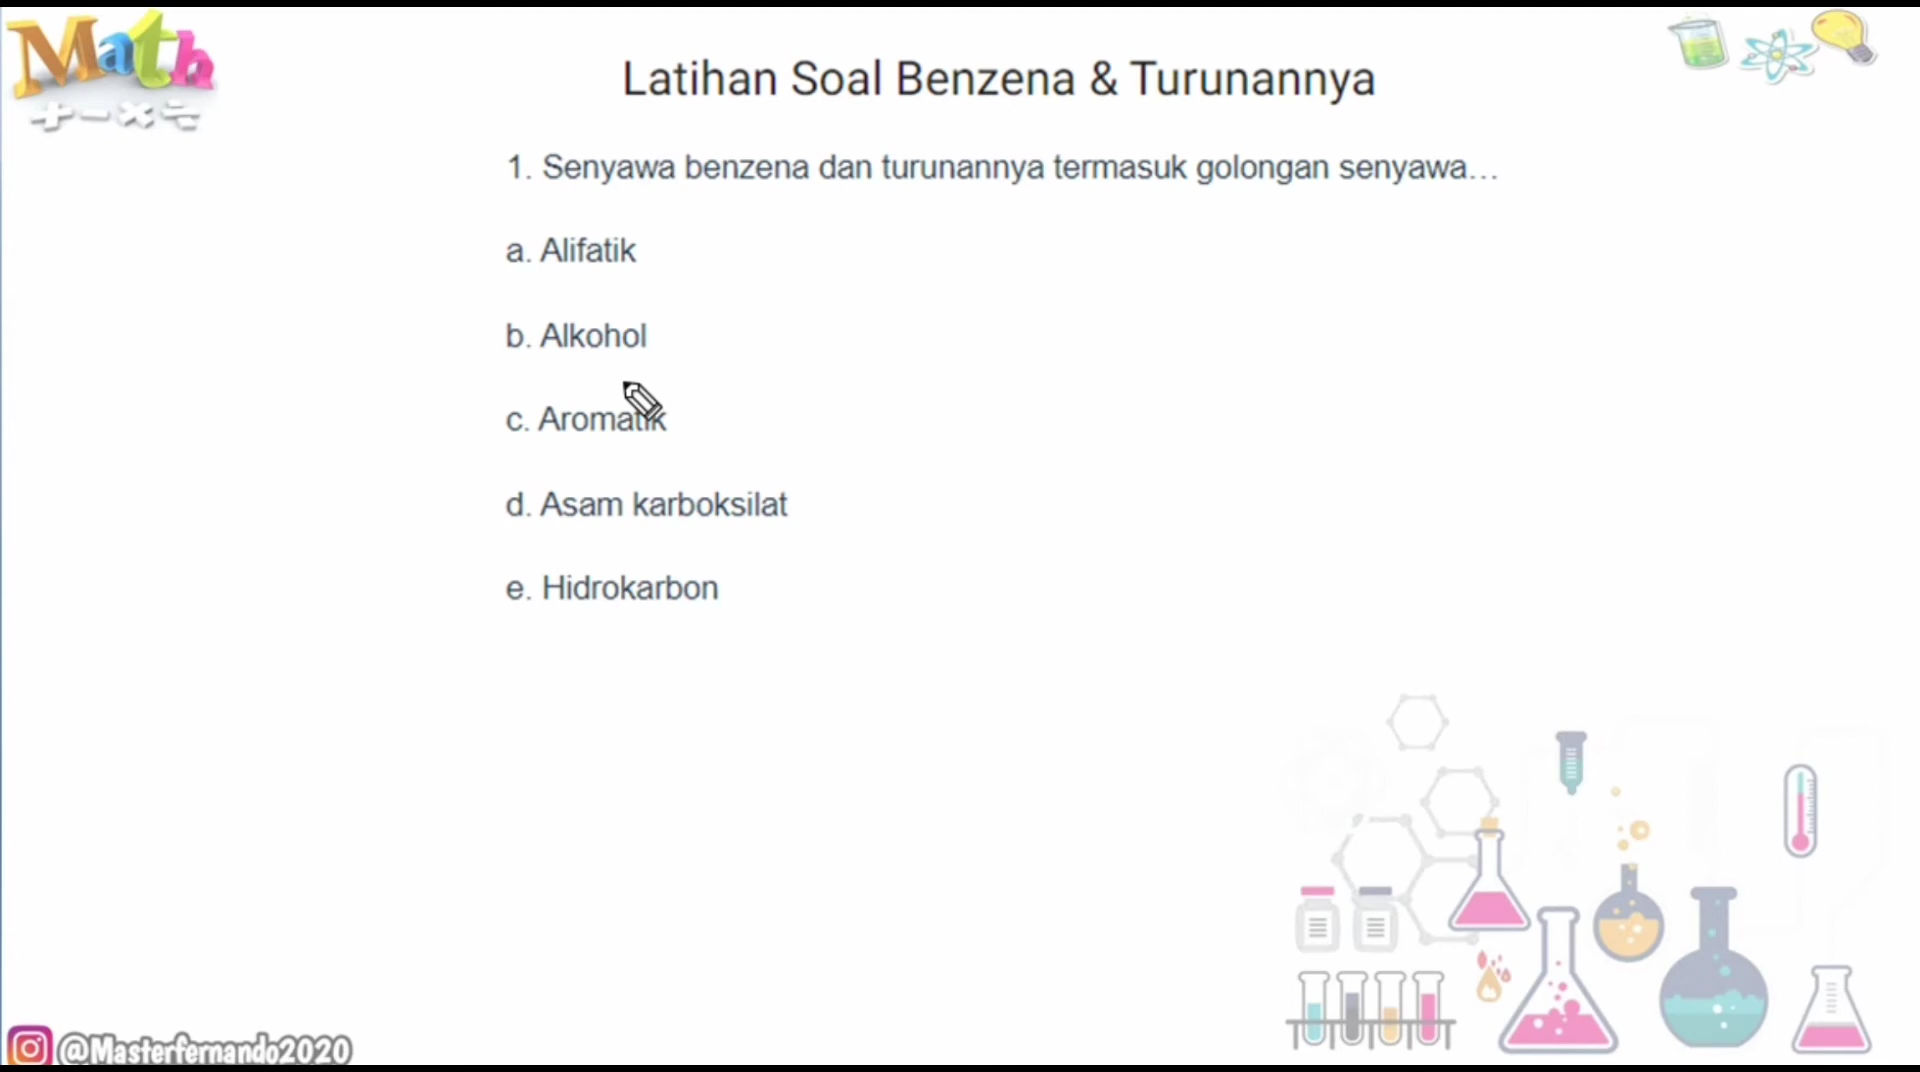 Math
+ − × ÷
Latihan Soal Benzena & Turunannya
1. Senyawa benzena dan turunannya termasuk golongan senyawa...
a. Alifatik
b. Alkohol
c. Aromatik
d. Asam karboksilat
e. Hidrokarbon
@Masterfernando2020